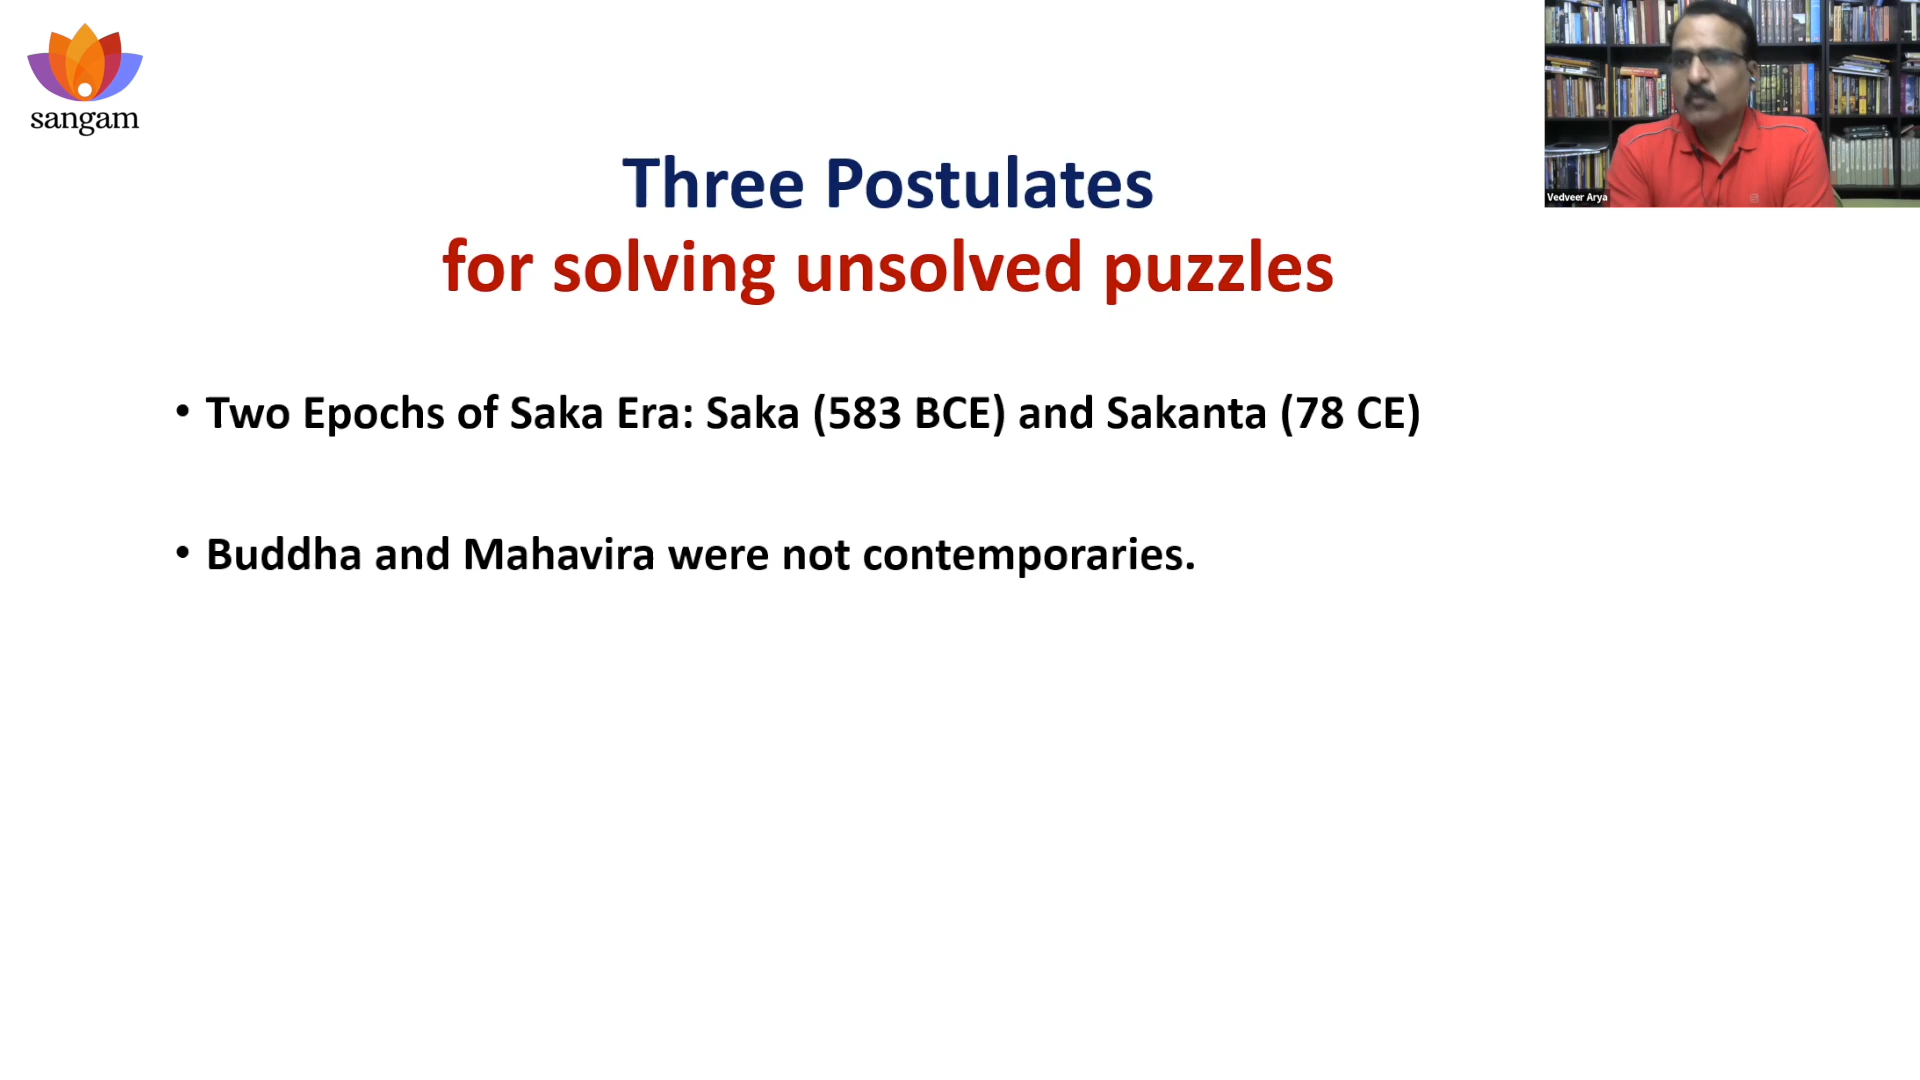 sangam
Vedveer Arya
Three Postulates
for solving unsolved puzzles
• Two Epochs of Saka Era: Saka (583 BCE) and Sakanta (78 CE)
• Buddha and Mahavira were not contemporaries.